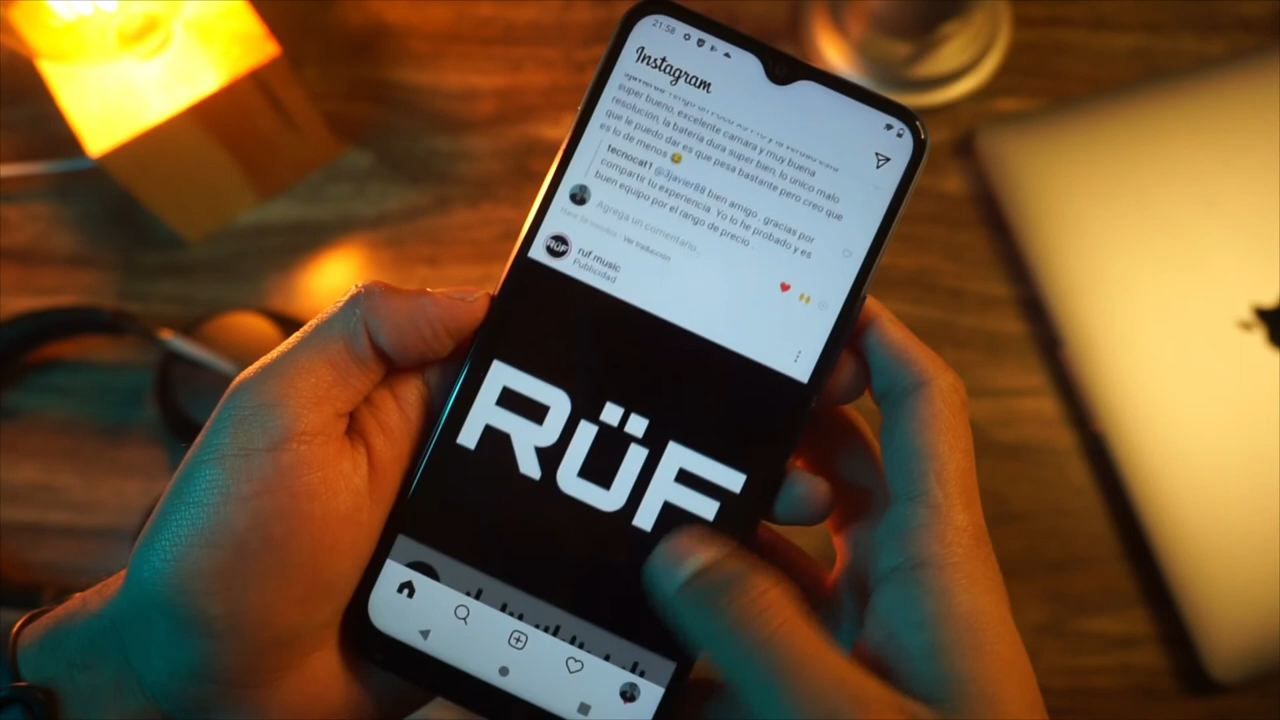 21:58
Instagram
super bueno, excelente camara y muy buena
resolución, la bateria dura super bien, lo unico malo
que le puedo dar es que pesa bastante pero creo que
es lo de menos 😅
tecnocat1 @3javier88 bien amigo , gracias por
compartir tu experiencia. Yo lo he probado y es
buen equipo por el rango de precio
Agrega un comentario...
Ver traducción
RÜF
ruf.music
Publicidad
RÜF